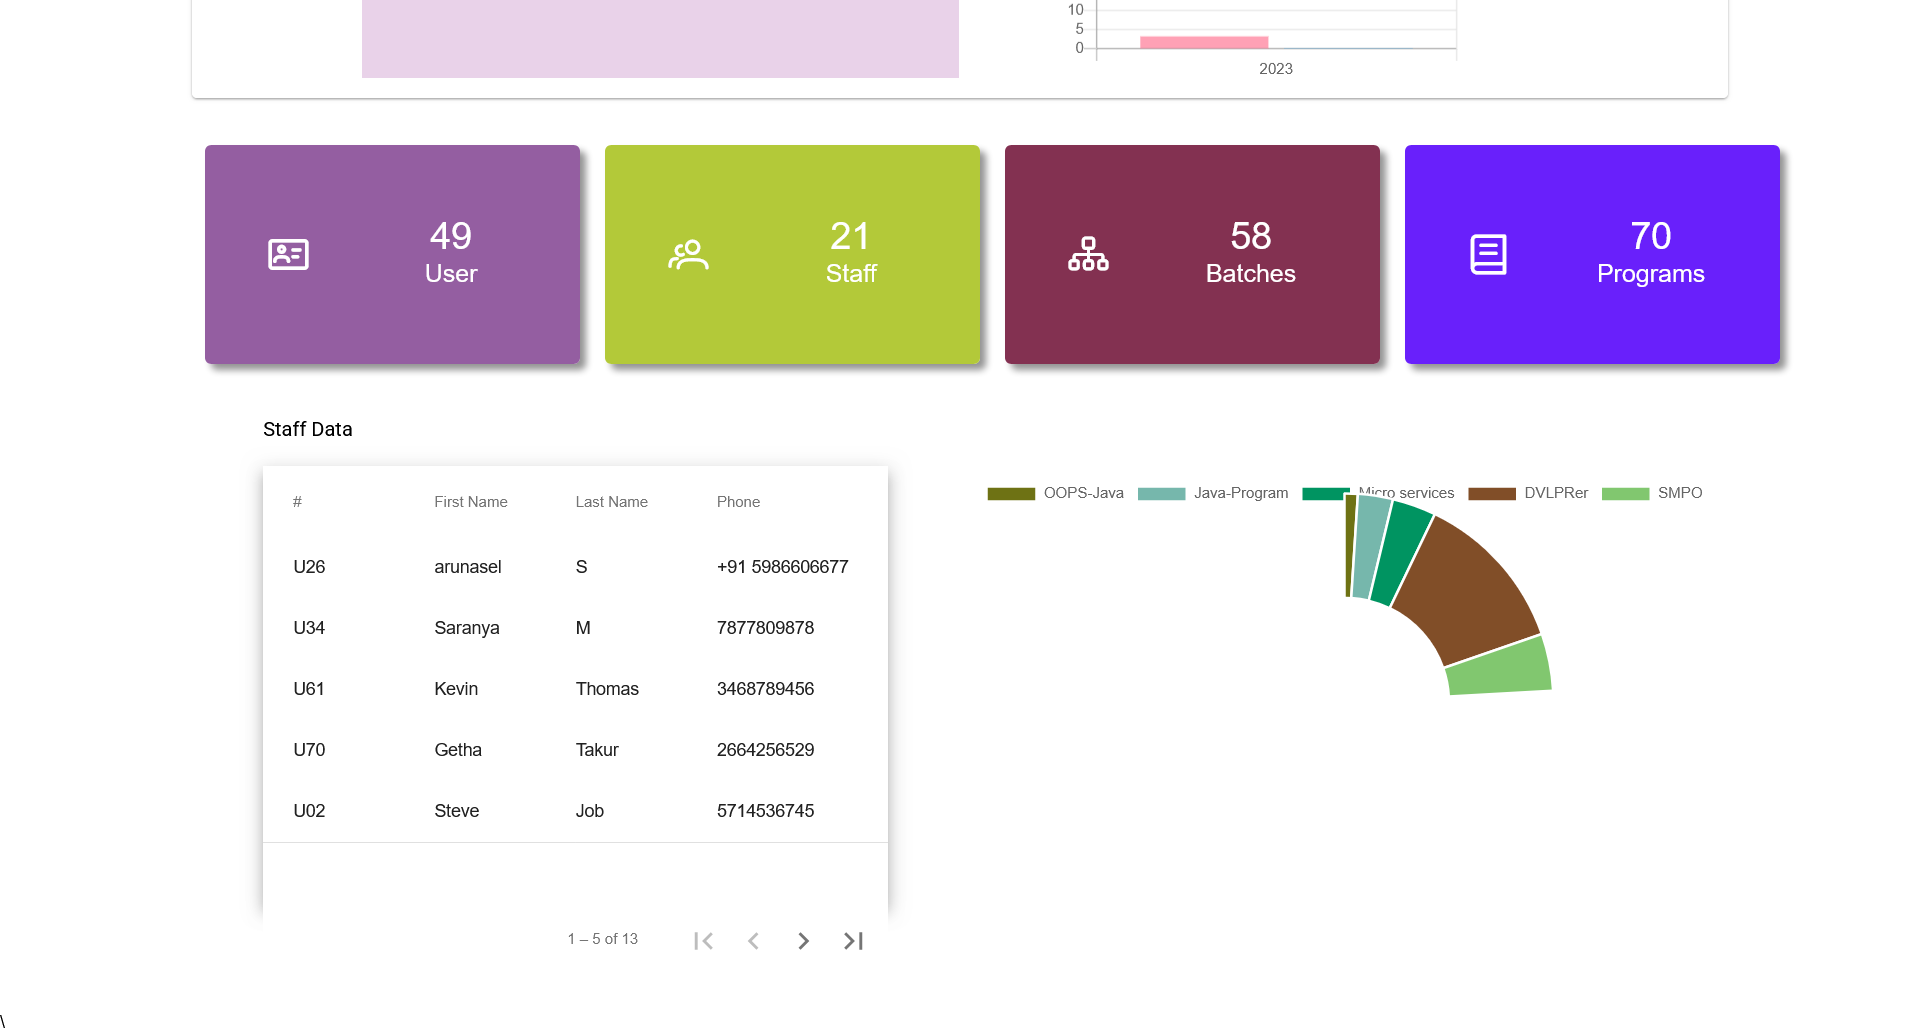 10
5
0
2023
49
User
21
Staff
58
Batches
70
Programs
Staff Data
# First Name Last Name Phone
U26 arunasel S +91 5986606677
U34 Saranya M 7877809878
U61 Kevin Thomas 3468789456
U70 Getha Takur 2664256529
U02 Steve Job 5714536745
1 – 5 of 13
OOPS-Java Java-Program Micro services DVLPRer SMPO
\